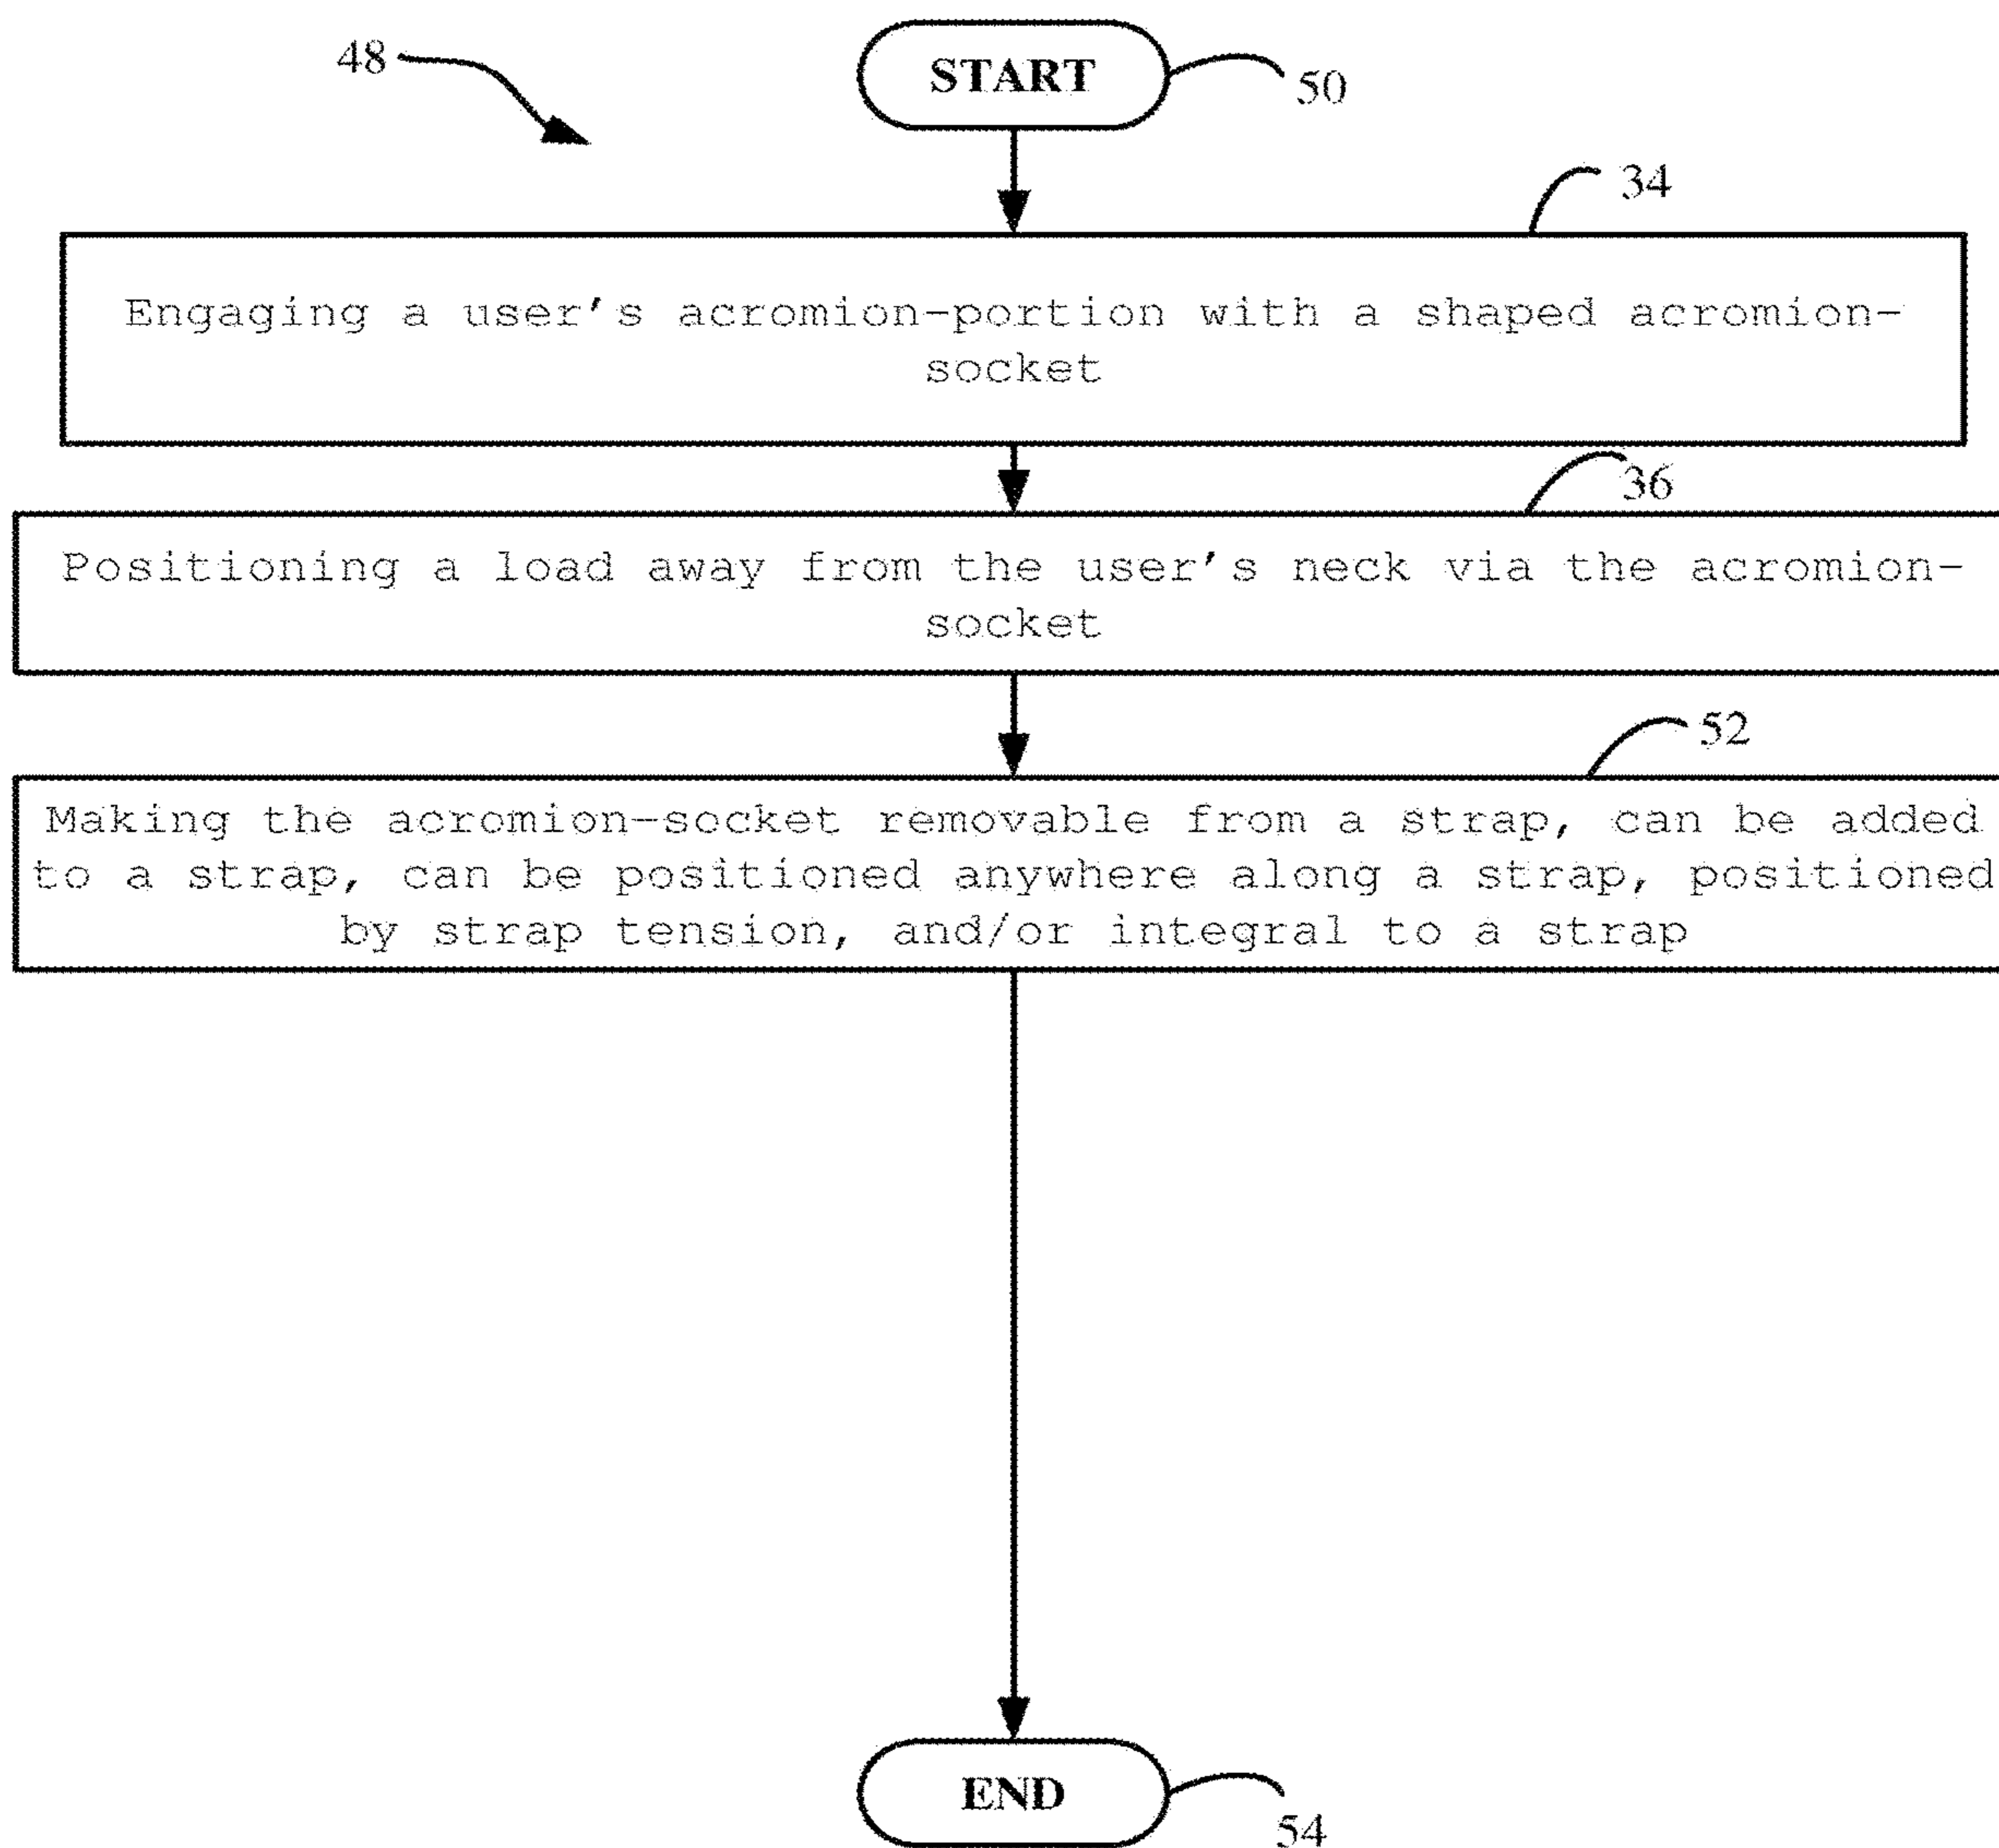 48
START
50
34
Engaging a user's acromion-portion with a shaped acromion-
socket
36
Positioning a load away from the user's neck via the acromion-
socket
52
Making the acromion-socket removable from a strap, can be added
to a strap, can be positioned anywhere along a strap, positioned
by strap tension, and/or integral to a strap
END
54